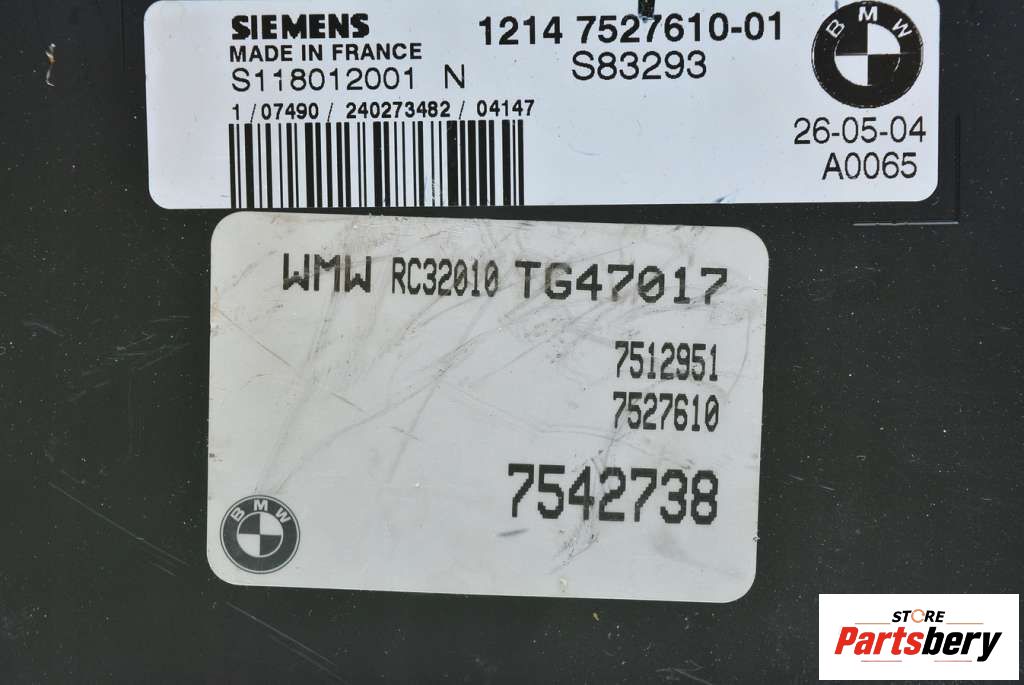 SIEMENS
MADE IN FRANCE
S118012001 N
1214 7527610-01
S83293
BMW
1/07490/240273482/04147
26-05-04
A0065
WMW RC32010 TG47017
7512951
7527610
7542738
BMW
STORE
Partsbery